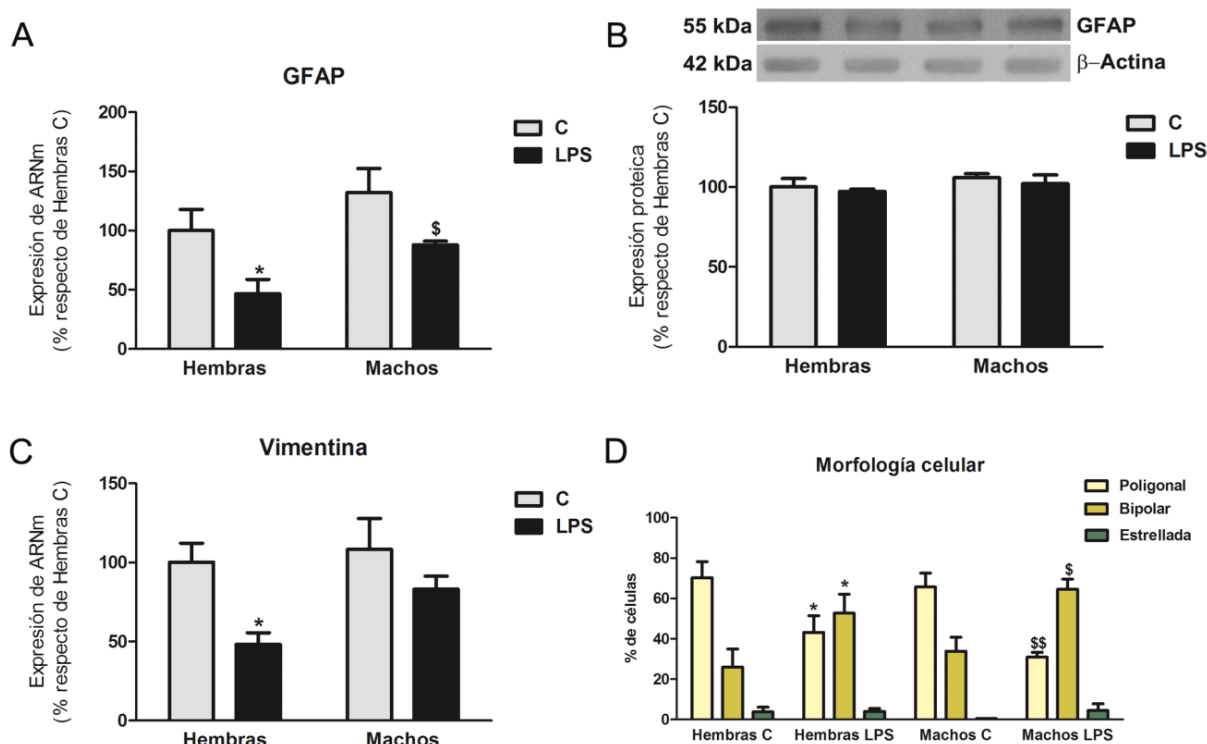 A
GFAP
Expresión de ARNm
(% respecto de Hembras C)
200
150
100
50
0
*
$
C
LPS
Hembras
Machos
B
55 kDa
GFAP
42 kDa
β–Actina
Expresión proteica
(% respecto de Hembras C)
150
100
50
0
C
LPS
Hembras
Machos
C
Vimentina
Expresión de ARNm
(% respecto de Hembras C)
150
100
50
0
*
C
LPS
Hembras
Machos
D
Morfología celular
Poligonal
Bipolar
Estrellada
% de células
100
80
60
40
20
0
*
*
$$
$
Hembras C
Hembras LPS
Machos C
Machos LPS